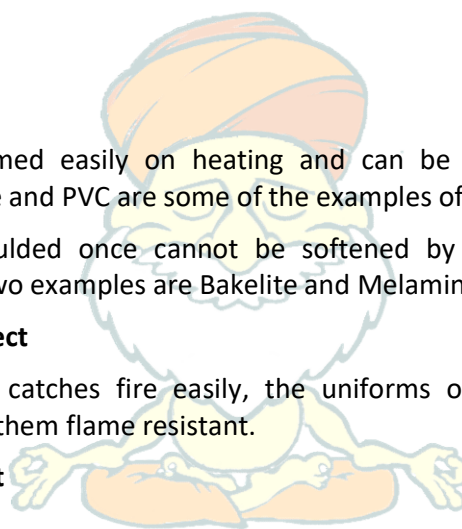 med easily on heating and can be
e and PVC are some of the examples of
ulded once cannot be softened by
wo examples are Bakelite and Melamin
ect
catches fire easily, the uniforms o
them flame resistant.
t